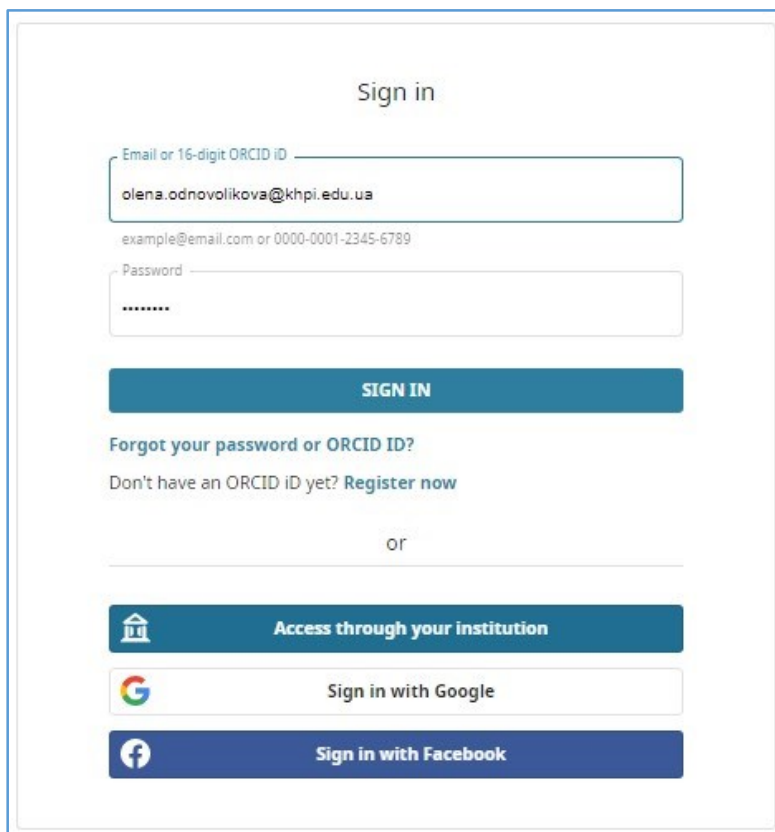 Sign in
Email or 16-digit ORCID iD
olena.odnovolikova@khpi.edu.ua
example@email.com or 0000-0001-2345-6789
Password
••••••••
SIGN IN
Forgot your password or ORCID ID?
Don't have an ORCID iD yet? Register now
or
Access through your institution
Sign in with Google
Sign in with Facebook